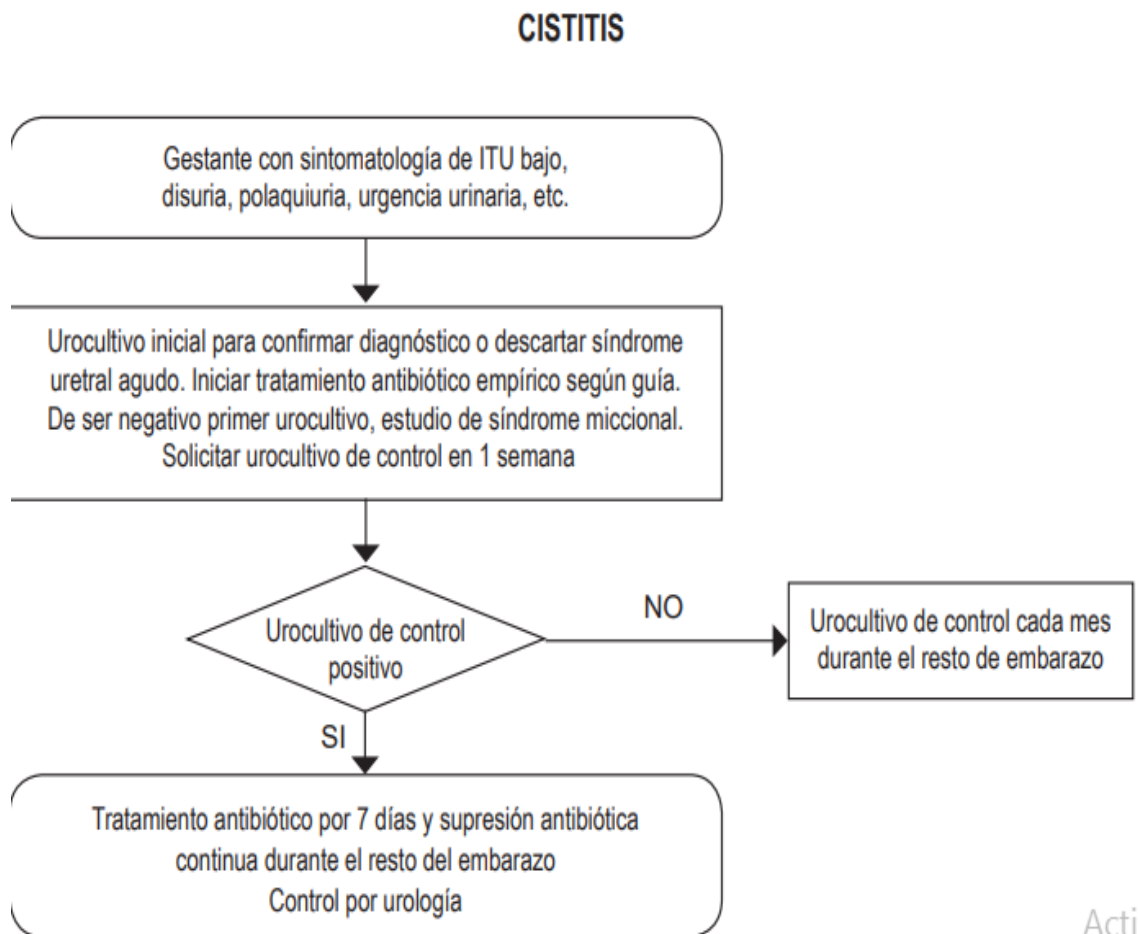 CISTITIS
Gestante con sintomatología de ITU bajo,
disuria, polaquiuria, urgencia urinaria, etc.
Urocultivo inicial para confirmar diagnóstico o descartar síndrome
uretral agudo. Iniciar tratamiento antibiótico empírico según guía.
De ser negativo primer urocultivo, estudio de síndrome miccional.
Solicitar urocultivo de control en 1 semana
Urocultivo de control
positivo
NO
Urocultivo de control cada mes
durante el resto de embarazo
SI
Tratamiento antibiótico por 7 días y supresión antibiótica
continua durante el resto del embarazo
Control por urología
Acti